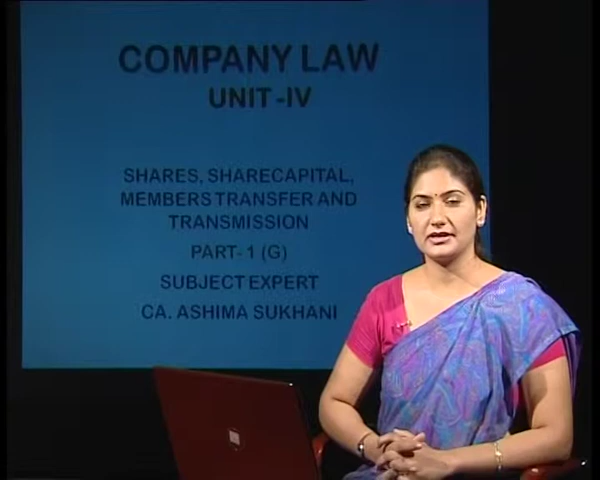 COMPANY LAW
UNIT -IV
SHARES, SHARECAPITAL,
MEMBERS TRANSFER AND
TRANSMISSION
PART- 1 (G)
SUBJECT EXPERT
CA. ASHIMA SUKHANI